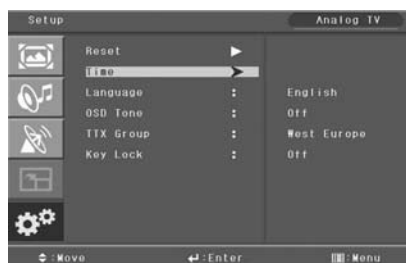 Setup Analog TV
Reset
Time
Language : English
OSD Tone : Off
TTX Group : West Europe
Key Lock : Off
:Move :Enter :Menu